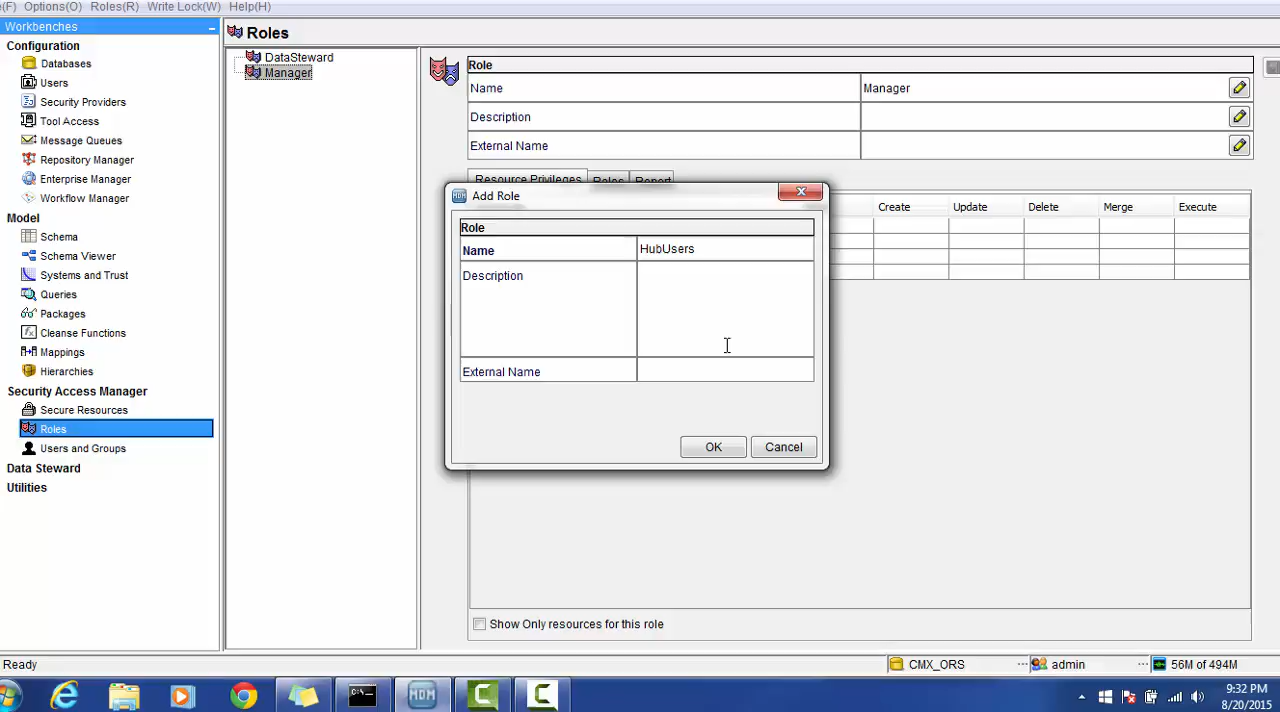 (F) Options(O) Roles(R) Write Lock(W) Help(H)
Workbenches
Configuration
Databases
Users
Security Providers
Tool Access
Message Queues
Repository Manager
Enterprise Manager
Workflow Manager
Model
Schema
Schema Viewer
Systems and Trust
Queries
Packages
Cleanse Functions
Mappings
Hierarchies
Security Access Manager
Secure Resources
Roles
Users and Groups
Data Steward
Utilities
Roles
DataSteward
Manager
Role
Name Manager
Description
External Name
Resource Privileges Roles Report
Create Update Delete Merge Execute
Add Role
Role
Name HubUsers
Description
External Name
OK Cancel
Show Only resources for this role
Ready
CMX_ORS ... admin ... 56M of 494M
MDM
9:32 PM
8/20/2015